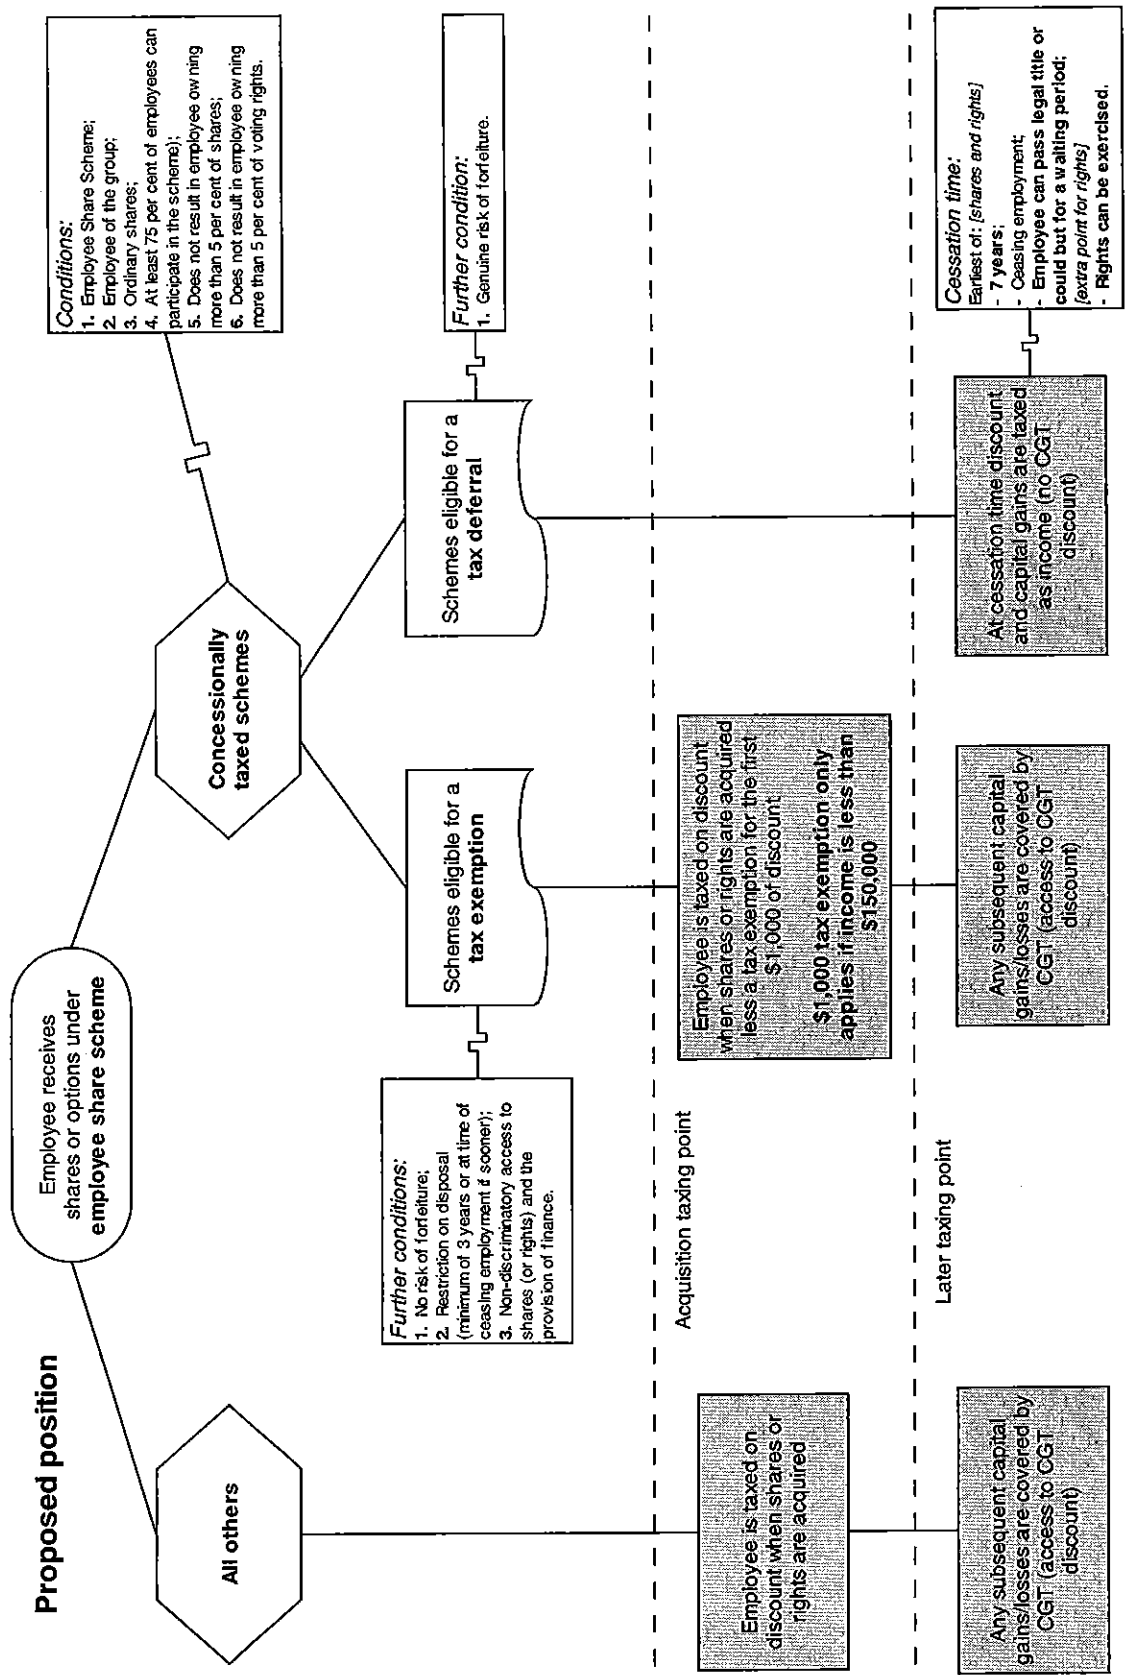 Proposed position
Employee receives
shares or options under
employee share scheme
All others
Concessionally
taxed schemes
Conditions:
1. Employee Share Scheme;
2. Employee of the group;
3. Ordinary shares;
4. At least 75 per cent of employees can
participate in the scheme);
5. Does not result in employee owning
more than 5 per cent of shares;
6. Does not result in employee owning
more than 5 per cent of voting rights.
Further conditions:
1. No risk of forfeiture;
2. Restriction on disposal
(minimum of 3 years or at time of
ceasing employment if sooner);
3. Non-discriminatory access to
shares (or rights) and the
provision of finance.
Schemes eligible for a
tax exemption
Schemes eligible for a
tax deferral
Further condition:
1. Genuine risk of forfeiture.
Acquisition taxing point
Employee is taxed on
discount when shares or
rights are acquired
Employee is taxed on discount
when shares or rights are acquired
less a tax exemption for the first
$1,000 of discount
$1,000 tax exemption only
applies if income is less than
$150,000
Later taxing point
Any subsequent capital
gains/losses are covered by
CGT (access to CGT
discount)
Any subsequent capital
gains/losses are covered by
CGT (access to CGT
discount)
At cessation time discount
and capital gains are taxed
as income (no CGT
discount)
Cessation time:
Earliest of: [shares and rights]
- 7 years;
- Ceasing employment;
- Employee can pass legal title or
could but for a waiting period;
[extra point for rights]
- Rights can be exercised.